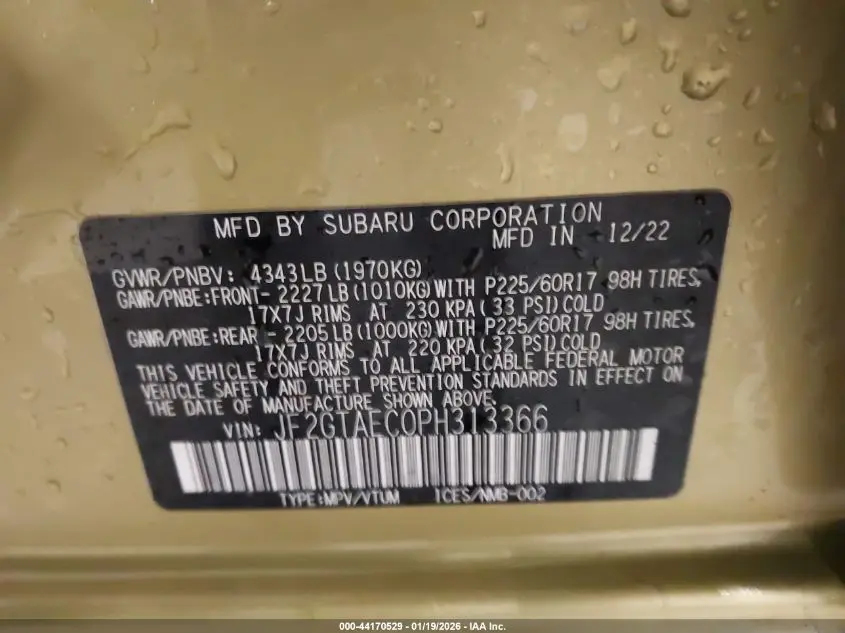 MFD BY SUBARU CORPORATION
MFD IN 12/22
GVWR/PNBV: 4343LB (1970KG)
GAWR/PNBE:FRONT- 2227LB (1010KG) WITH P225/60R17 98H TIRES,
17X7J RIMS AT 230 KPA (33 PSI) COLD
GAWR/PNBE:REAR - 2205LB (1000KG) WITH P225/60R17 98H TIRES,
17X7J RIMS AT 220 KPA (32 PSI) COLD
THIS VEHICLE CONFORMS TO ALL APPLICABLE FEDERAL MOTOR
VEHICLE SAFETY AND THEFT PREVENTION STANDARDS IN EFFECT ON
THE DATE OF MANUFACTURE SHOWN ABOVE.
VIN: JF2GTAEC0PH313366
TYPE:MPV/VTUM ICES/NMB-002
000-44170529 - 01/19/2026 - IAA Inc.